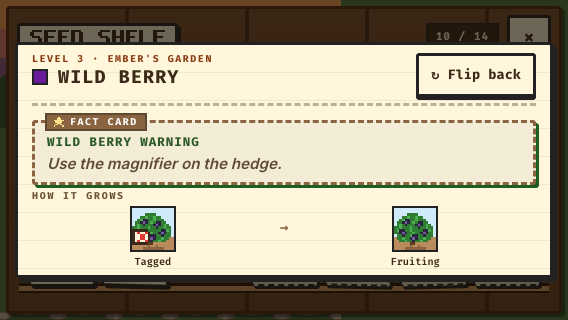 SEED SHELF
10 / 14
×
LEVEL 3 · EMBER'S GARDEN
WILD BERRY
↻ Flip back
FACT CARD
WILD BERRY WARNING
Use the magnifier on the hedge.
HOW IT GROWS
→
Tagged
Fruiting